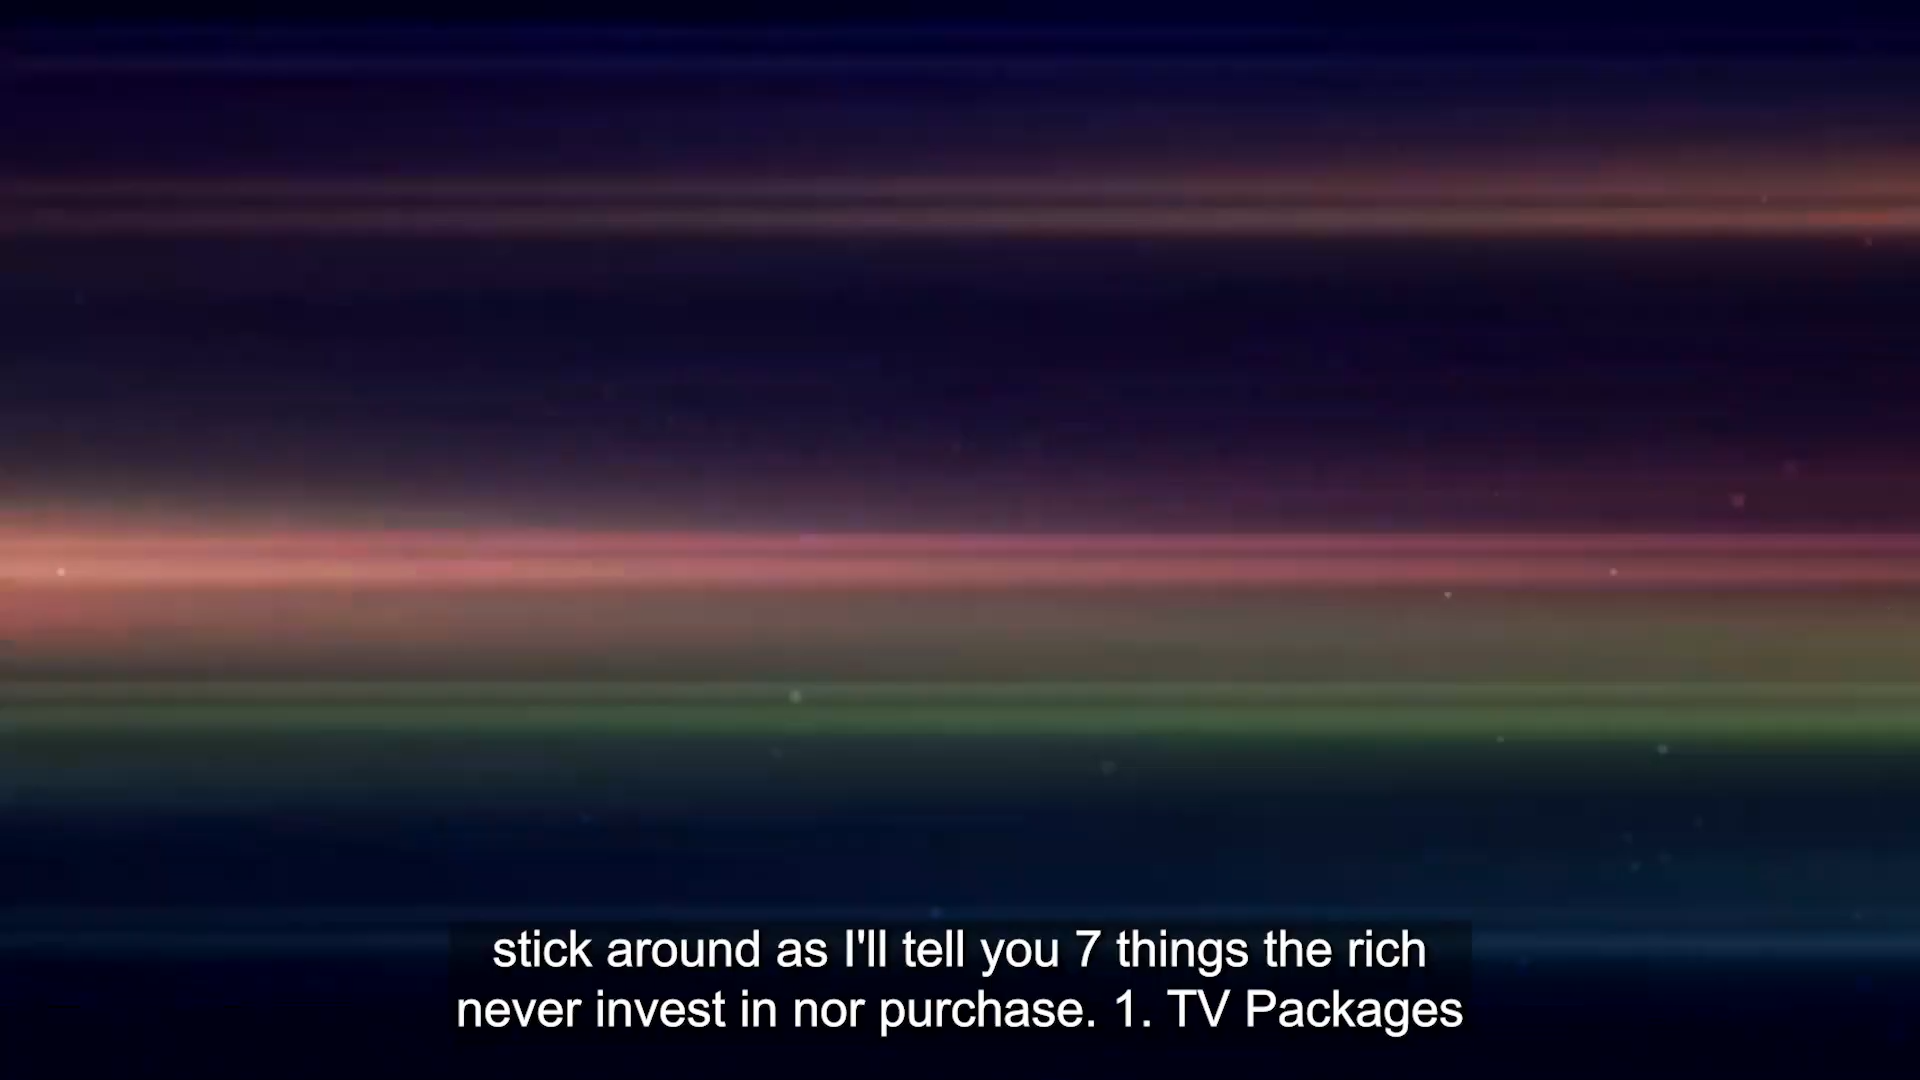 stick around as I'll tell you 7 things the rich
never invest in nor purchase. 1. TV Packages